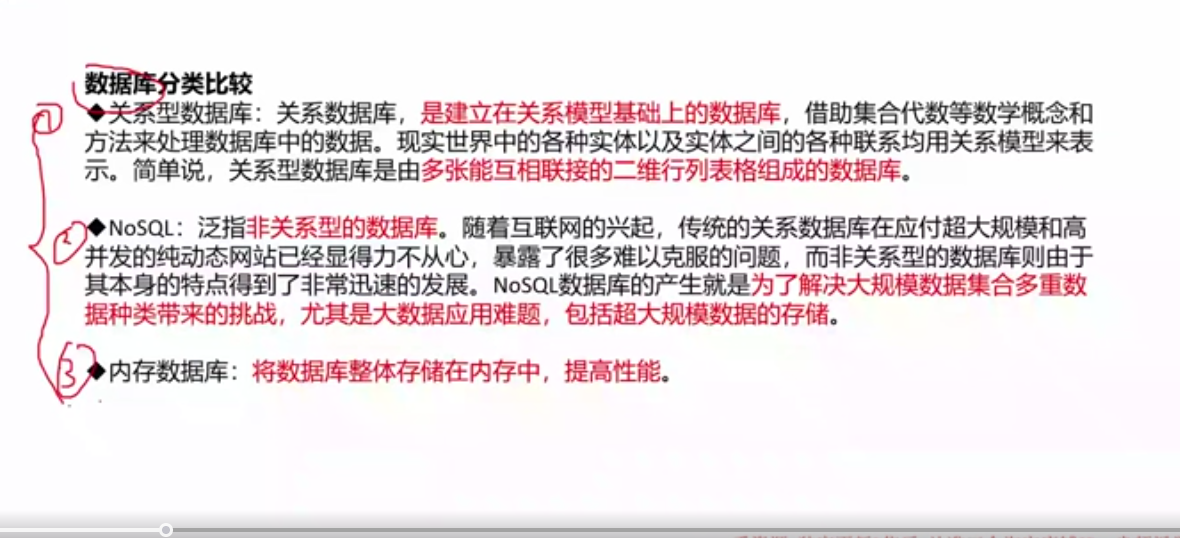 数据库分类比较
① ◆关系型数据库：关系数据库，是建立在关系模型基础上的数据库，借助集合代数等数学概念和
方法来处理数据库中的数据。现实世界中的各种实体以及实体之间的各种联系均用关系模型来表
示。简单说，关系型数据库是由多张能互相联接的二维行列表格组成的数据库。
② ◆NoSQL：泛指非关系型的数据库。随着互联网的兴起，传统的关系数据库在应付超大规模和高
并发的纯动态网站已经显得力不从心，暴露了很多难以克服的问题，而非关系型的数据库则由于
其本身的特点得到了非常迅速的发展。NoSQL数据库的产生就是为了解决大规模数据集合多重数
据种类带来的挑战，尤其是大数据应用难题，包括超大规模数据的存储。
③ ◆内存数据库：将数据库整体存储在内存中，提高性能。